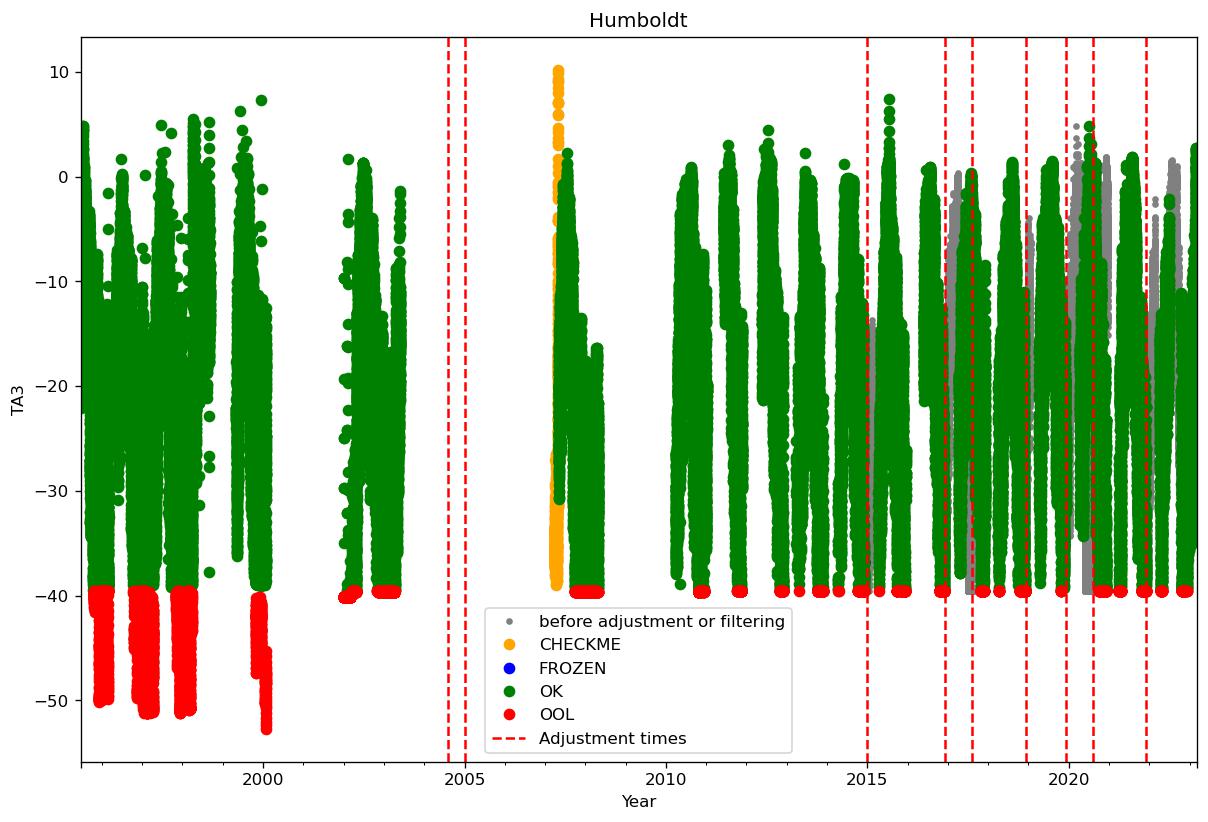 Humboldt
10
0
−10
−20
−30
−40
−50
TA3
before adjustment or filtering
CHECKME
FROZEN
OK
OOL
Adjustment times
2000
2005
2010
2015
2020
Year